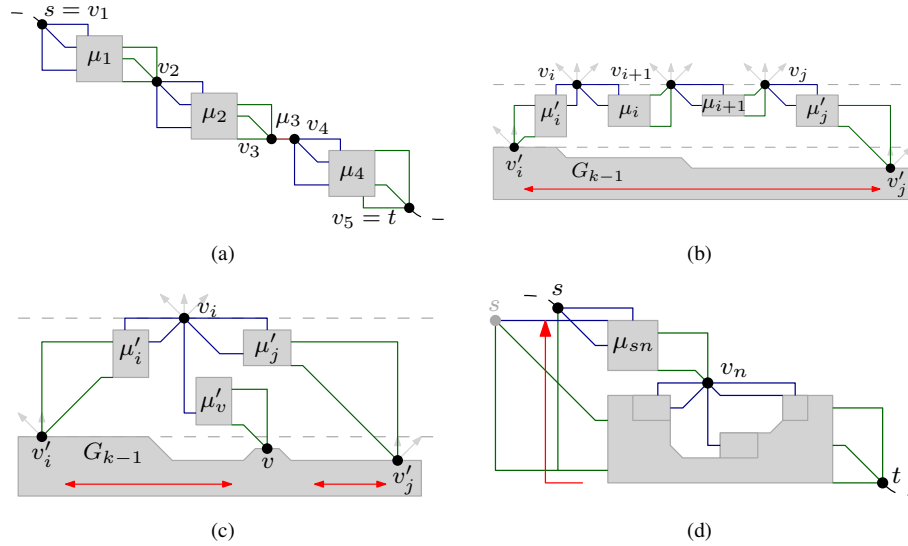 s = v₁
μ₁
v₂
μ₂
μ₃
v₃
v₄
μ₄
v₅ = t
(a)
vᵢ
vᵢ₊₁
vⱼ
μ′ᵢ
μᵢ
μᵢ₊₁
μ′ⱼ
v′ᵢ
Gₖ₋₁
v′ⱼ
(b)
vᵢ
μ′ᵢ
μ′ⱼ
μ′ᵥ
v′ᵢ
Gₖ₋₁
v
v′ⱼ
(c)
s
s
μₛₙ
vₙ
t
(d)